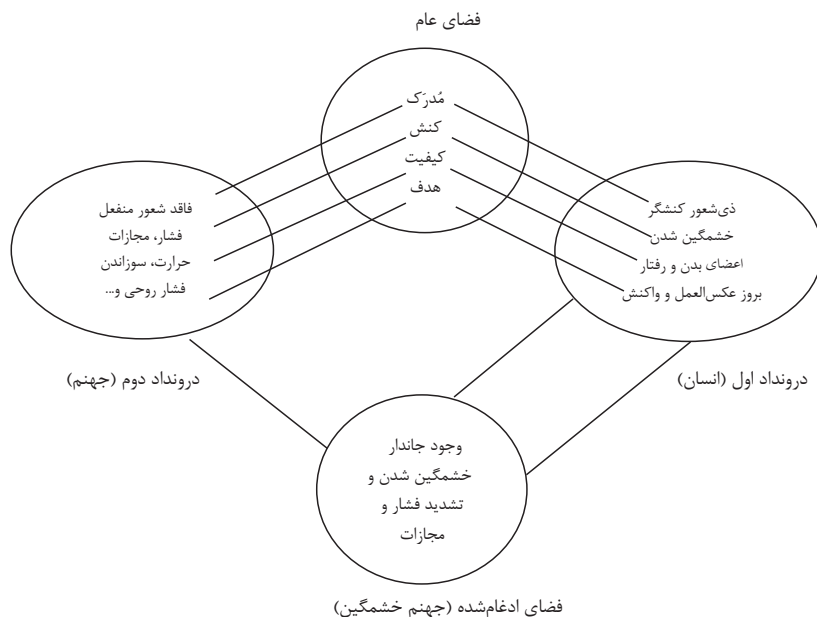 فضای عام
مُدرَک
کنش
کیفیت
هدف
ذی‌شعور کنشگر
خشمگین شدن
اعضای بدن و رفتار
بروز عکس‌العمل و واکنش
درونداد اول (انسان)
فاقد شعور منفعل
فشار، مجازات
حرارت، سوزاندن
فشار روحی و...
درونداد دوم (جهنم)
وجود جاندار
خشمگین شدن و
تشدید فشار و
مجازات
فضای ادغام‌شده (جهنم خشمگین)